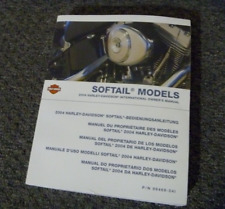 SOFTAIL® MODELS
2004 HARLEY-DAVIDSON® INTERNATIONAL OWNER'S MANUAL
2004 HARLEY-DAVIDSON® SOFTAIL® BEDIENUNGSANLEITUNG
MANUEL DU PROPRIETAIRE DES MODELES
SOFTAIL® 2004 HARLEY-DAVIDSON®
MANUAL DEL PROPIETARIO DE LOS MODELOS
SOFTAIL® 2004 DE HARLEY-DAVIDSON®
MANUALE D'USO MODELLI SOFTAIL® 2004 HARLEY-DAVIDSON®
MANUAL DO PROPRIETARIO DOS MODELOS
SOFTAIL® 2004 DA HARLEY-DAVIDSON®
P/N